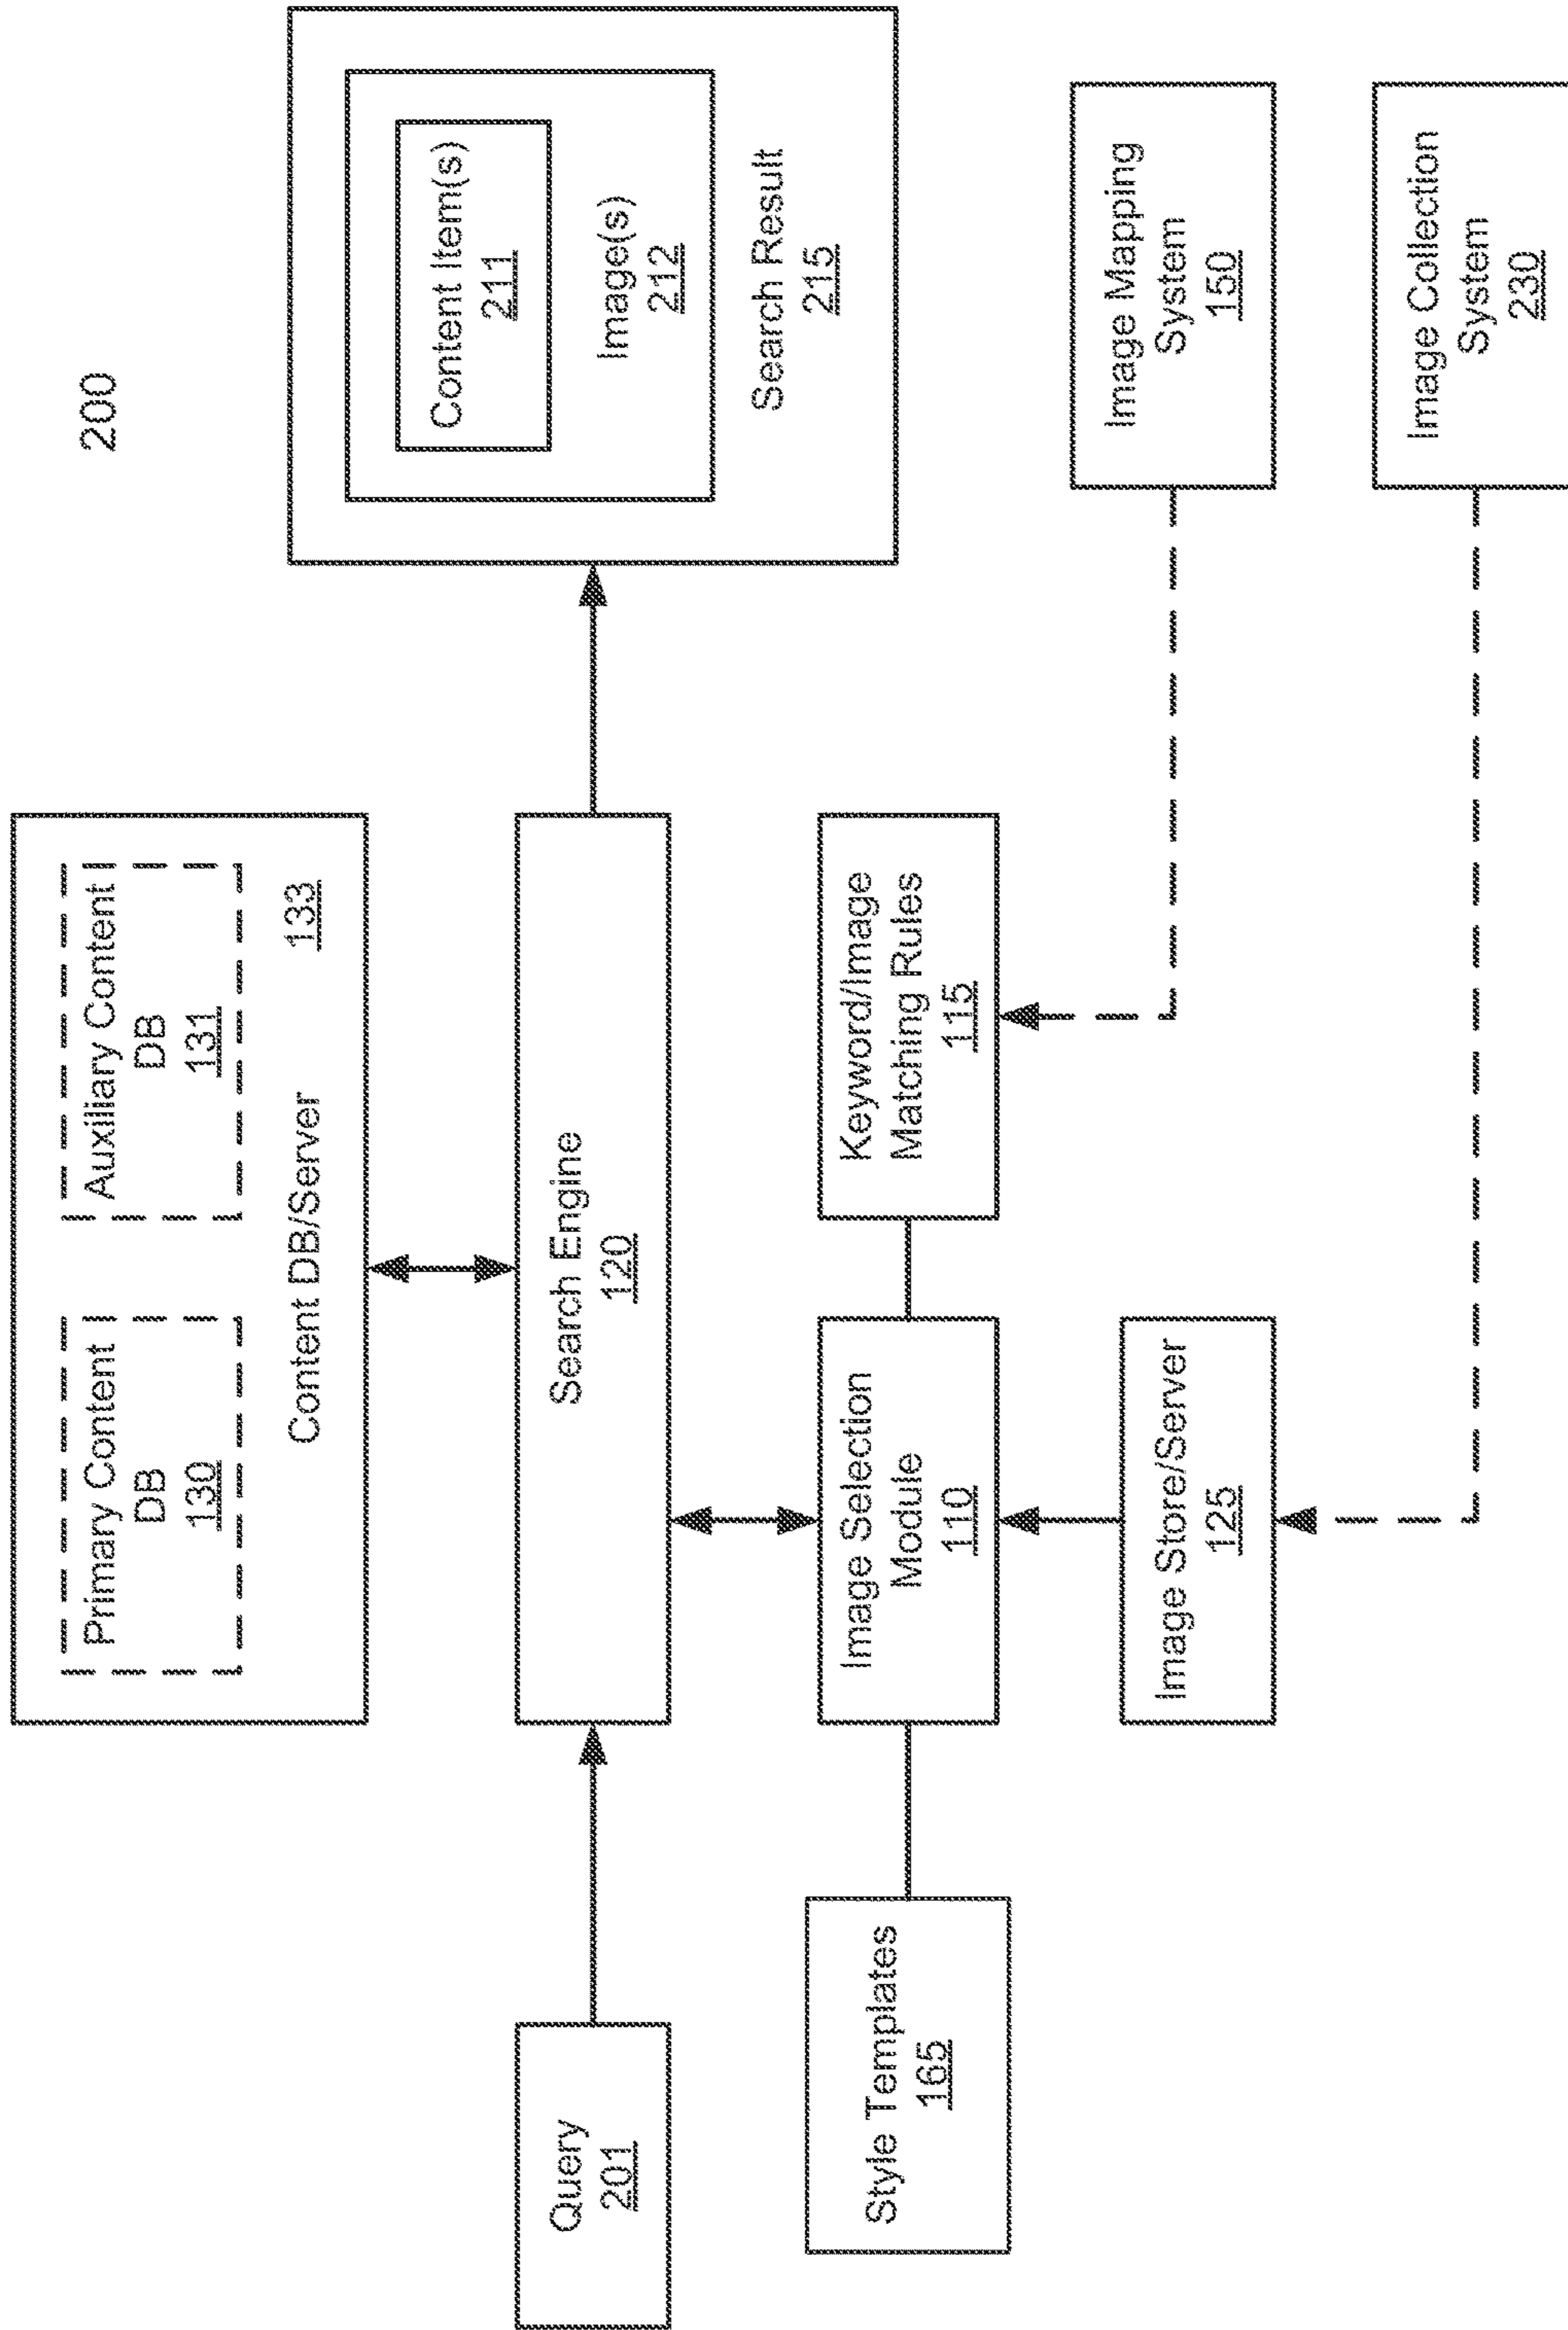 200
Primary Content
DB
130
Auxiliary Content
DB
131
Content DB/Server
133
Query
201
Search Engine
120
Content Item(s)
211
Image(s)
212
Search Result
215
Style Templates
165
Image Selection
Module
110
Keyword/Image
Matching Rules
115
Image Store/Server
125
Image Mapping
System
150
Image Collection
System
230